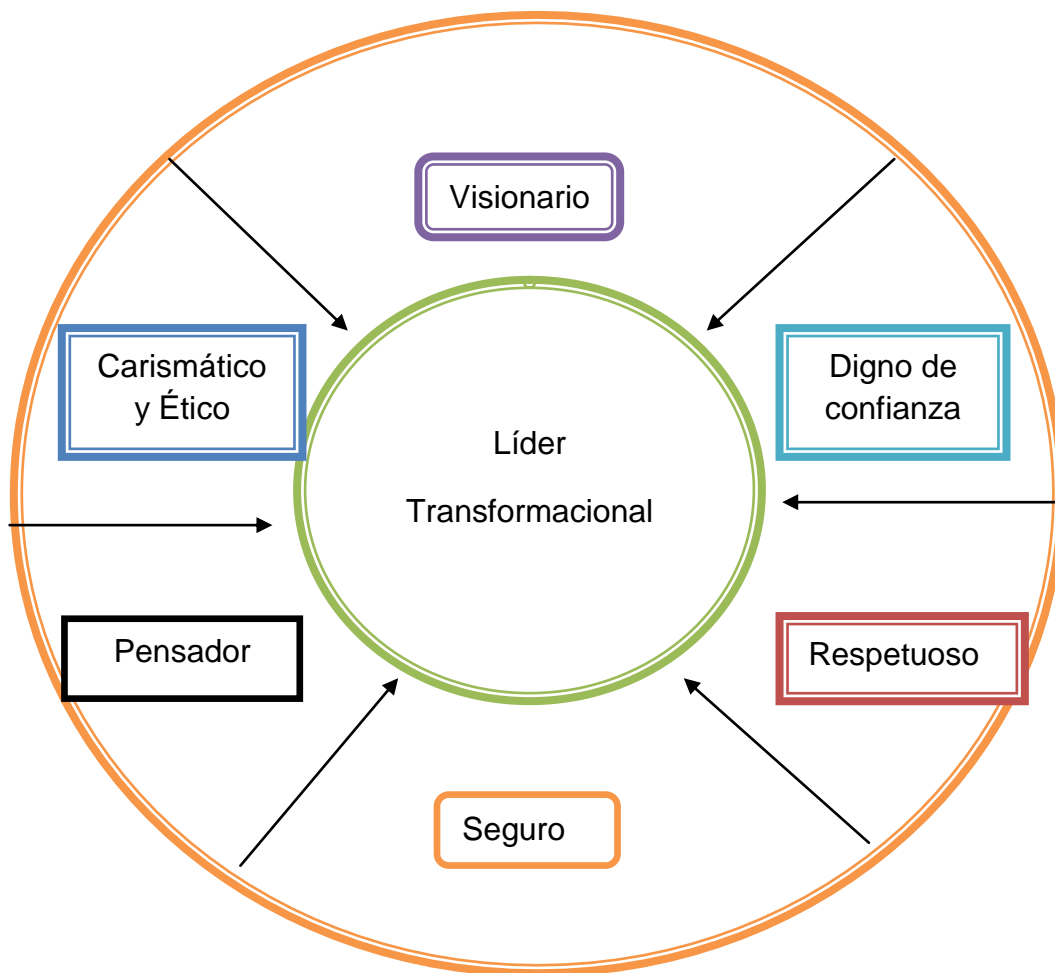 Visionario
Carismático
y Ético
Digno de
confianza
Líder
Transformacional
Pensador
Respetuoso
Seguro